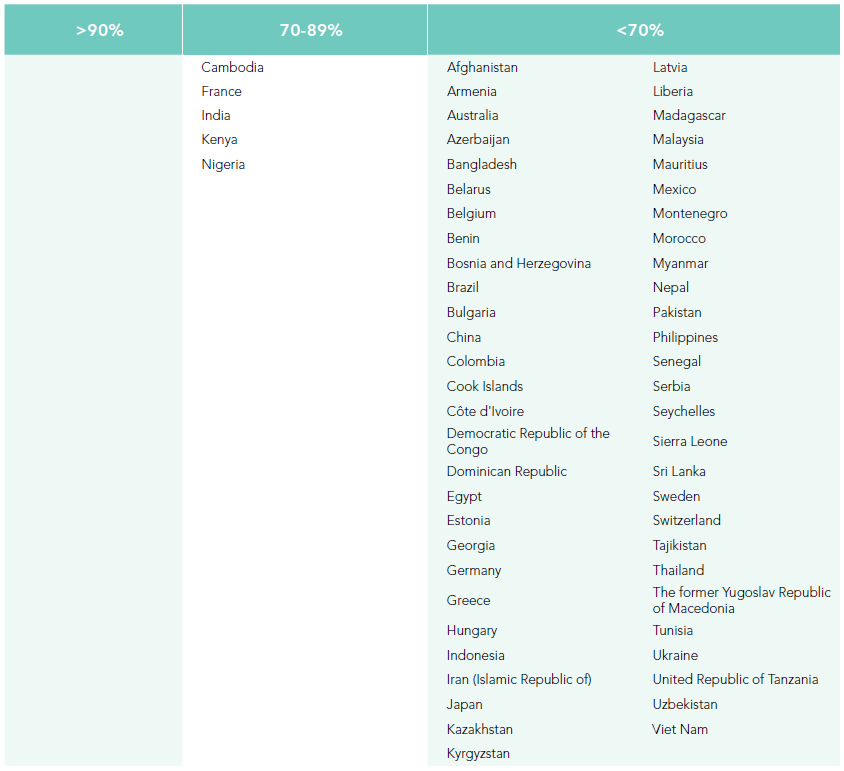 >90%
70-89%
<70%
Cambodia
France
India
Kenya
Nigeria
Afghanistan
Armenia
Australia
Azerbaijan
Bangladesh
Belarus
Belgium
Benin
Bosnia and Herzegovina
Brazil
Bulgaria
China
Colombia
Cook Islands
Côte d'Ivoire
Democratic Republic of the
Congo
Dominican Republic
Egypt
Estonia
Georgia
Germany
Greece
Hungary
Indonesia
Iran (Islamic Republic of)
Japan
Kazakhstan
Kyrgyzstan
Latvia
Liberia
Madagascar
Malaysia
Mauritius
Mexico
Montenegro
Morocco
Myanmar
Nepal
Pakistan
Philippines
Senegal
Serbia
Seychelles
Sierra Leone
Sri Lanka
Sweden
Switzerland
Tajikistan
Thailand
The former Yugoslav Republic
of Macedonia
Tunisia
Ukraine
United Republic of Tanzania
Uzbekistan
Viet Nam